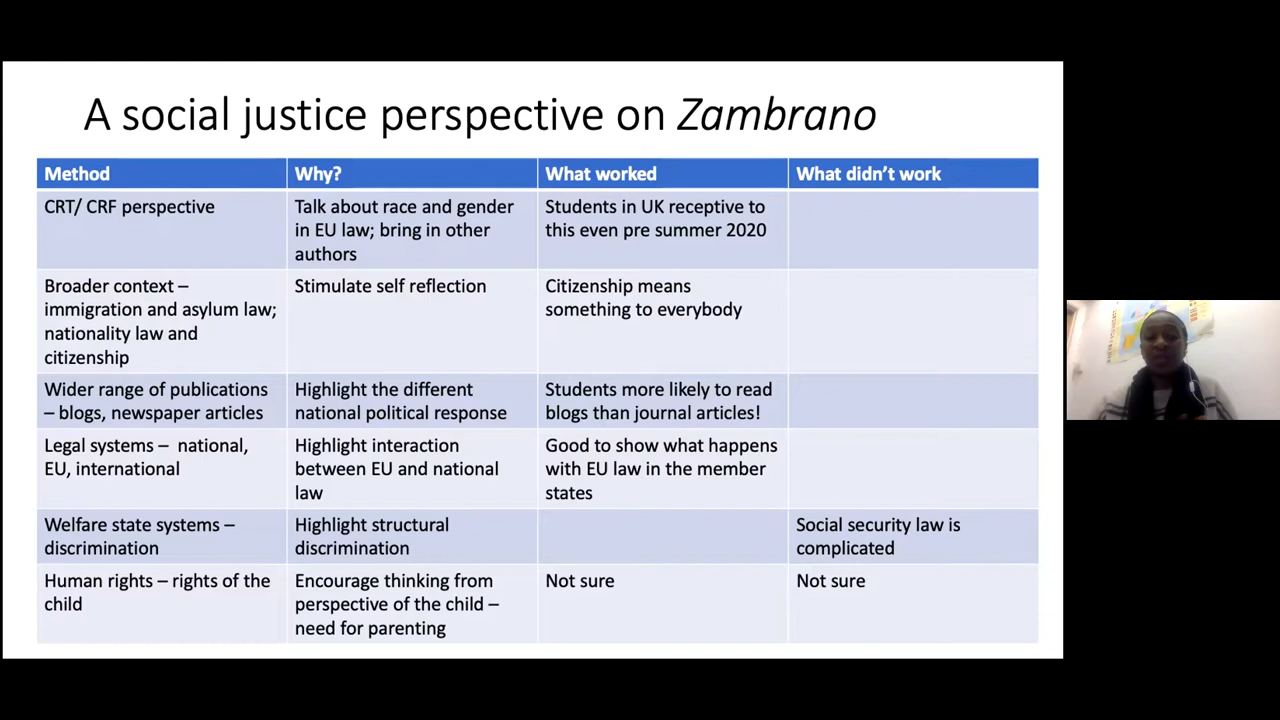 A social justice perspective on Zambrano
Method
Why?
What worked
What didn't work
CRT/ CRF perspective
Talk about race and gender
in EU law; bring in other
authors
Students in UK receptive to
this even pre summer 2020
Broader context –
immigration and asylum law;
nationality law and
citizenship
Stimulate self reflection
Citizenship means
something to everybody
Wider range of publications
– blogs, newspaper articles
Highlight the different
national political response
Students more likely to read
blogs than journal articles!
Legal systems – national,
EU, international
Highlight interaction
between EU and national
law
Good to show what happens
with EU law in the member
states
Welfare state systems –
discrimination
Highlight structural
discrimination
Social security law is
complicated
Human rights – rights of the
child
Encourage thinking from
perspective of the child –
need for parenting
Not sure
Not sure